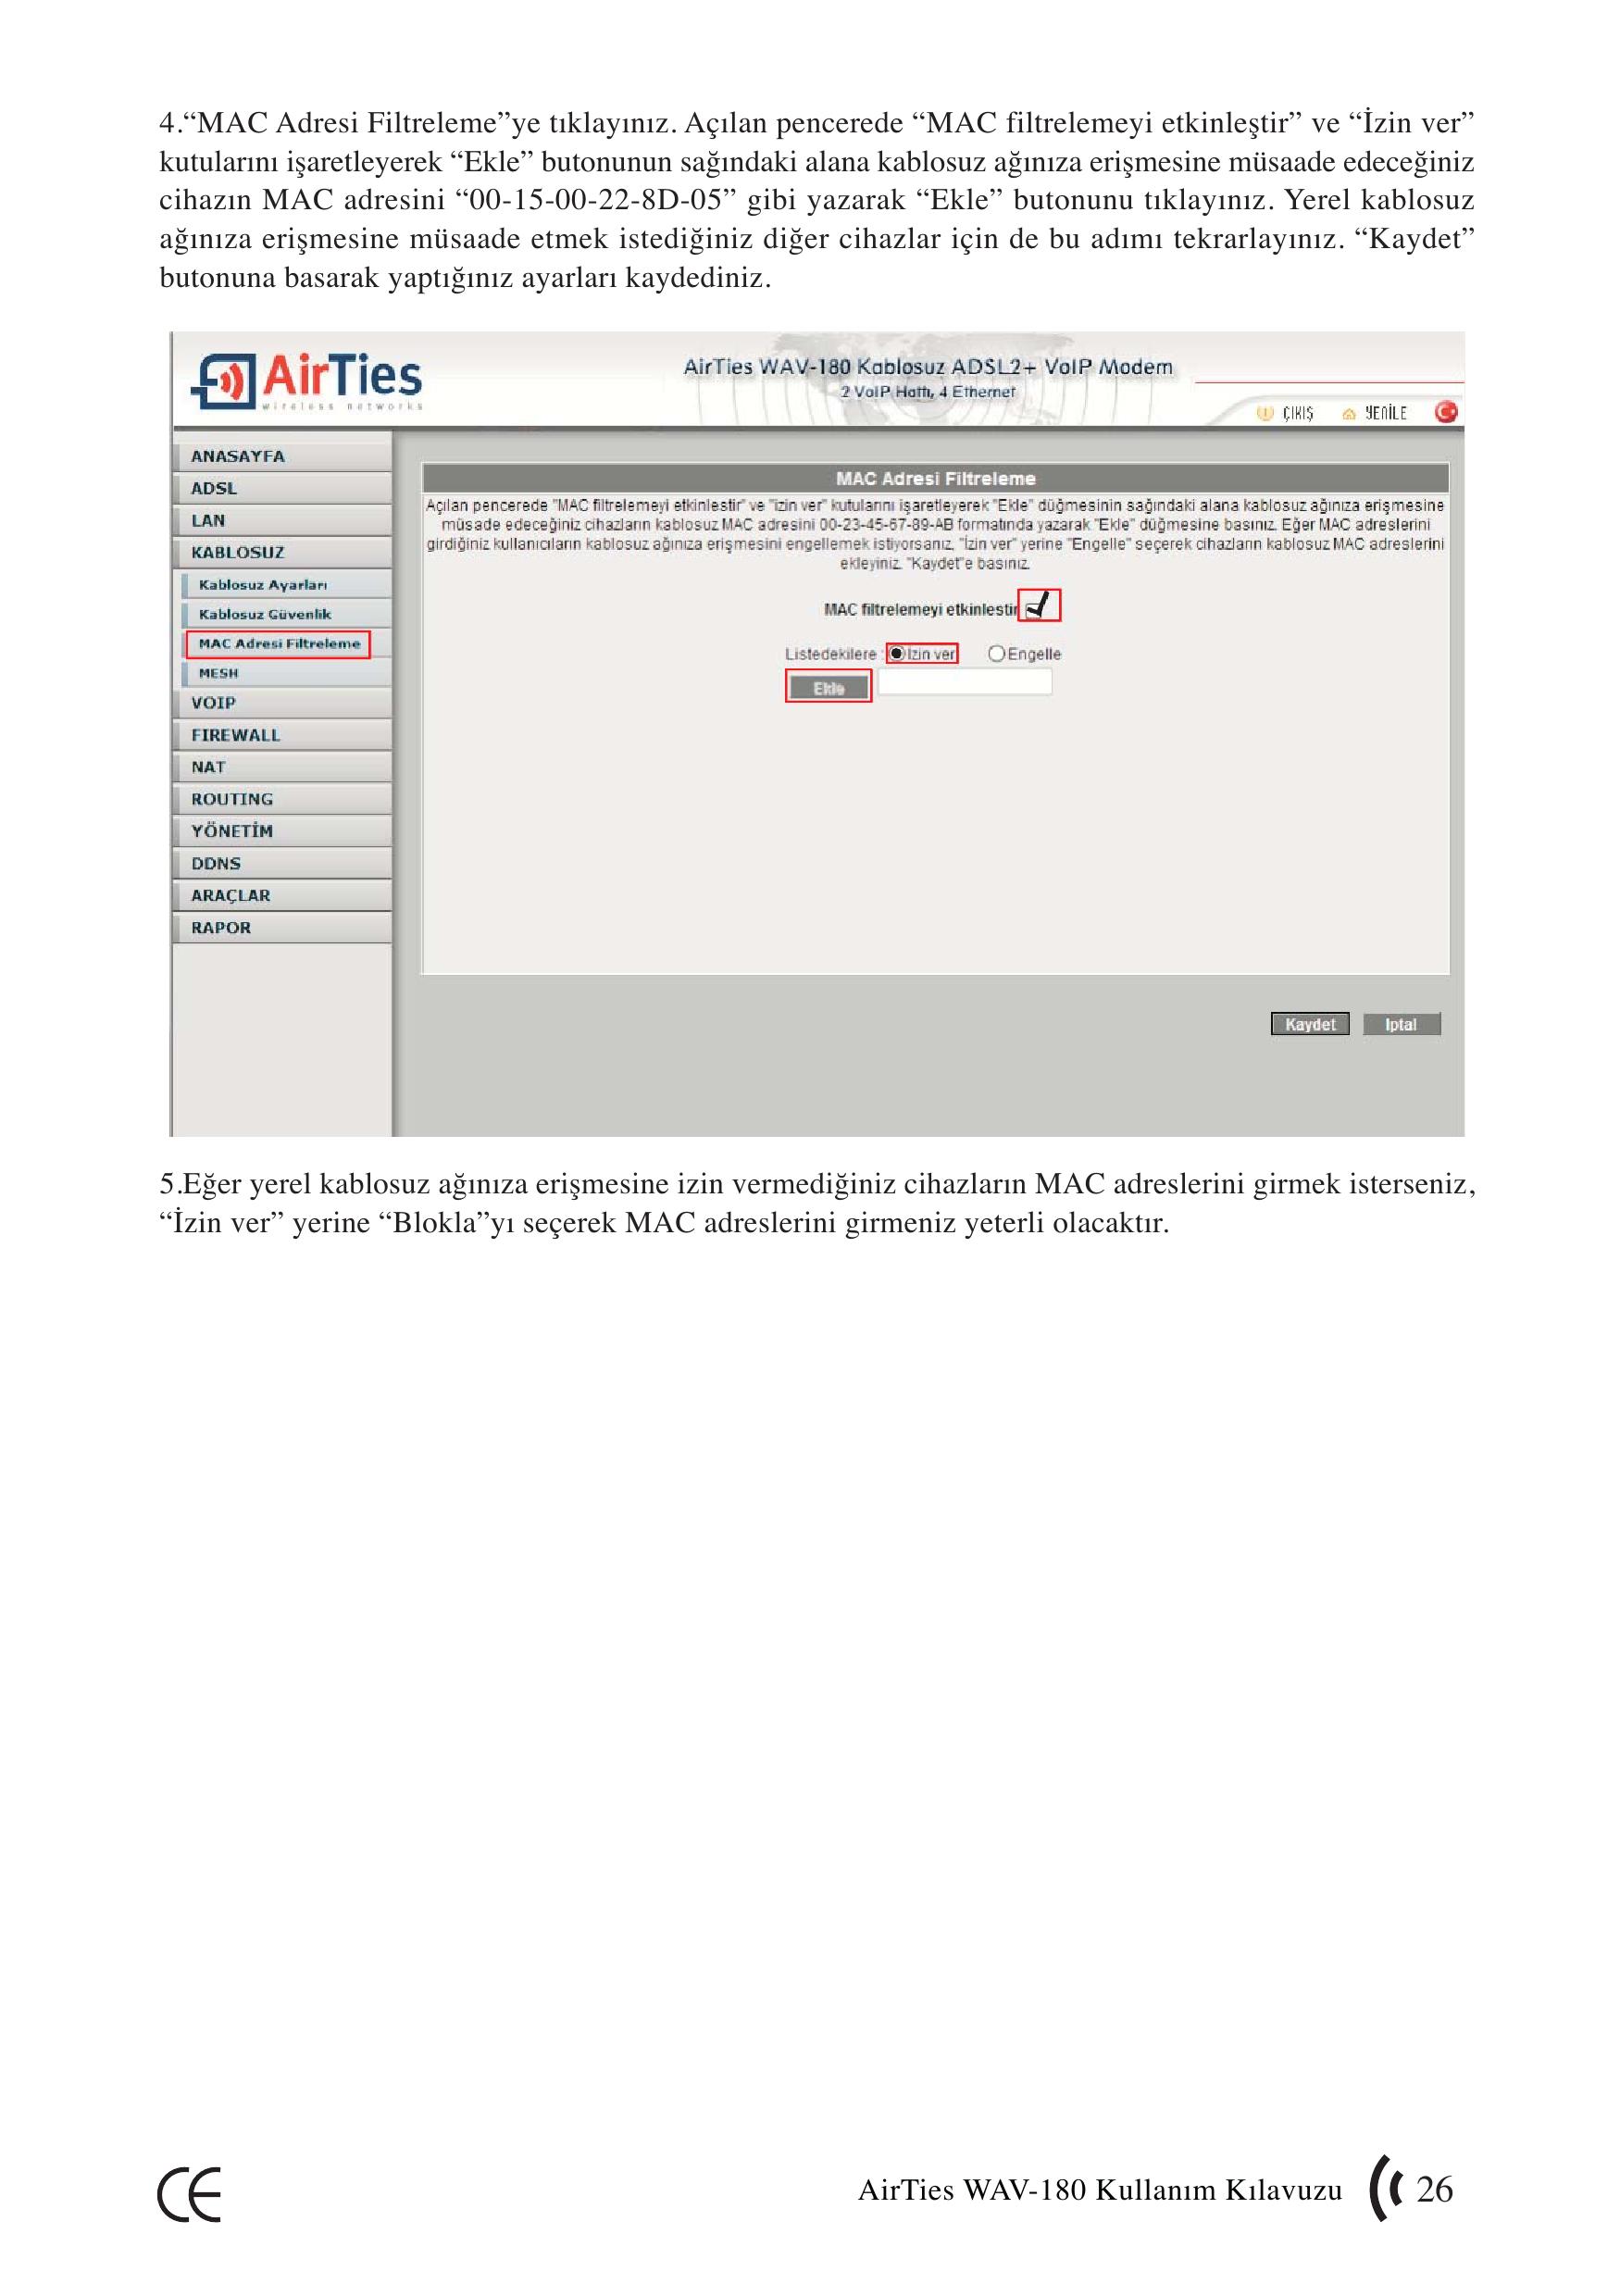 4.“MAC Adresi Filtreleme”ye tıklayınız. Açılan pencerede “MAC filtrelemeyi etkinleştir” ve “İzin ver”
kutularını işaretleyerek “Ekle” butonunun sağındaki alana kablosuz ağınıza erişmesine müsaade edeceğiniz
cihazın MAC adresini “00-15-00-22-8D-05” gibi yazarak “Ekle” butonunu tıklayınız. Yerel kablosuz
ağınıza erişmesine müsaade etmek istediğiniz diğer cihazlar için de bu adımı tekrarlayınız. “Kaydet”
butonuna basarak yaptığınız ayarları kaydediniz.
AirTies
wireless networks
AirTies WAV-180 Kablosuz ADSL2+ VoIP Modem
2 VoIP Hattı, 4 Ethernet
ÇIKIŞ YENİLE
ANASAYFA
ADSL
LAN
KABLOSUZ
Kablosuz Ayarları
Kablosuz Güvenlik
MAC Adresi Filtreleme
MESH
VOIP
FIREWALL
NAT
ROUTING
YÖNETİM
DDNS
ARAÇLAR
RAPOR
MAC Adresi Filtreleme
Açılan pencerede "MAC filtrelemeyi etkinlestir" ve "izin ver" kutularını işaretleyerek "Ekle" düğmesinin sağındaki alana kablosuz ağınıza erişmesine
müsade edeceğiniz cihazların kablosuz MAC adresini 00-23-45-67-89-AB formatında yazarak "Ekle" düğmesine basınız. Eğer MAC adreslerini
girdiğiniz kullanıcıların kablosuz ağınıza erişmesini engellemek istiyorsanız, "İzin ver" yerine "Engelle" seçerek cihazların kablosuz MAC adreslerini
ekleyiniz. "Kaydet"e basınız.
MAC filtrelemeyi etkinlestir
Listedekilere : Izin ver Engelle
Ekle
Kaydet Iptal
5.Eğer yerel kablosuz ağınıza erişmesine izin vermediğiniz cihazların MAC adreslerini girmek isterseniz,
“İzin ver” yerine “Blokla”yı seçerek MAC adreslerini girmeniz yeterli olacaktır.
CE
AirTies WAV-180 Kullanım Kılavuzu 26